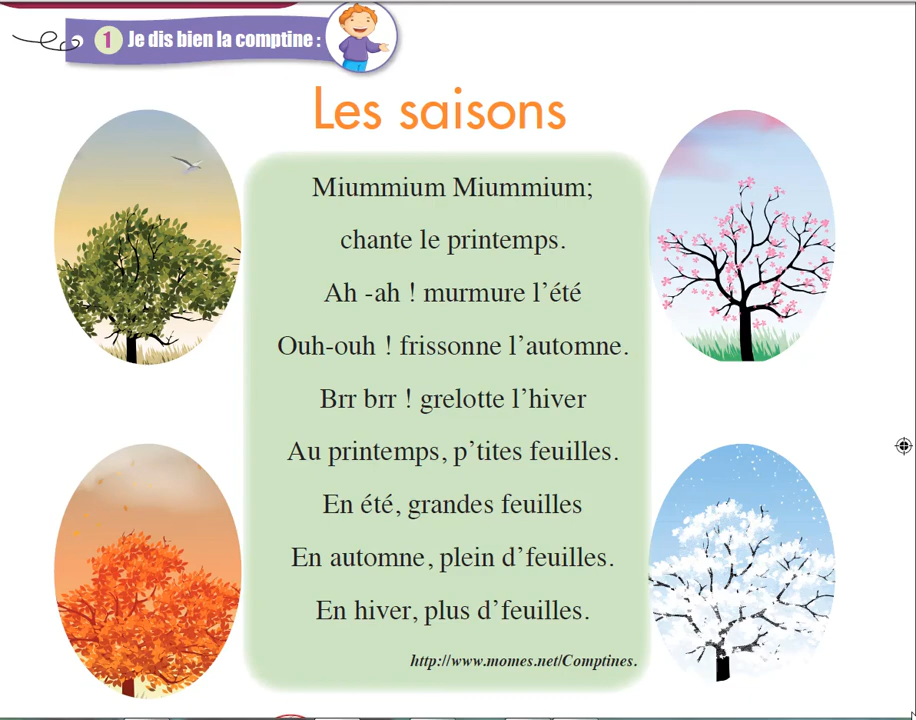 1 Je dis bien la comptine :
Les saisons
Miummium Miummium;
chante le printemps.
Ah -ah ! murmure l’été
Ouh-ouh ! frissonne l’automne.
Brr brr ! grelotte l’hiver
Au printemps, p’tites feuilles.
En été, grandes feuilles
En automne, plein d’feuilles.
En hiver, plus d’feuilles.
http://www.momes.net/Comptines.